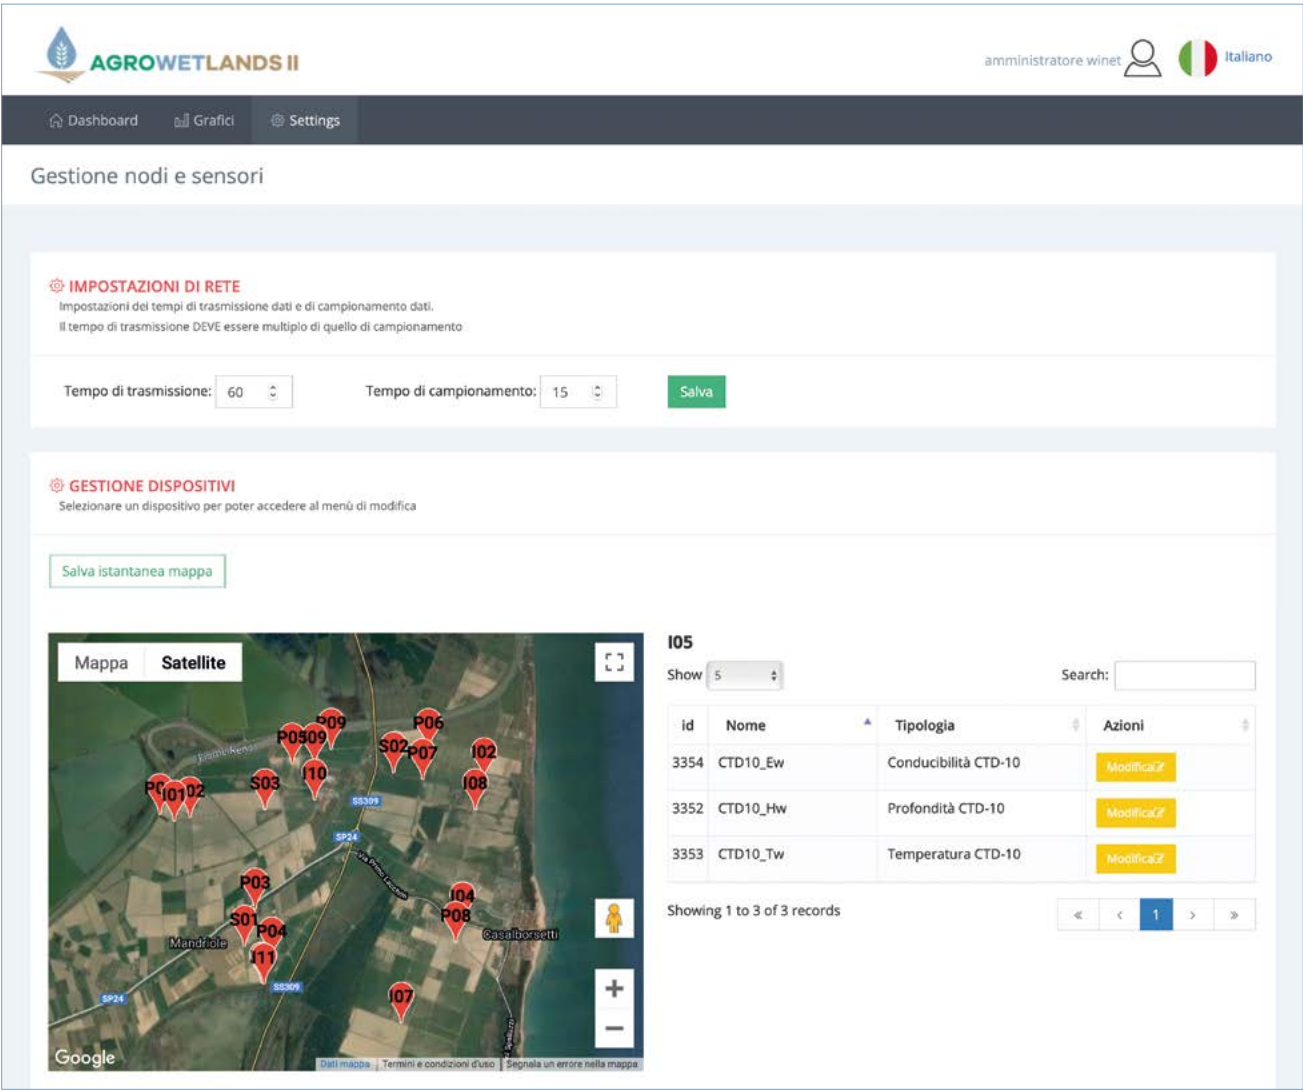 AGROWETLANDS II
amministratore winet
Italiano
Dashboard
Grafici
Settings
Gestione nodi e sensori
IMPOSTAZIONI DI RETE
Impostazioni dei tempi di trasmissione dati e di campionamento dati.
Il tempo di trasmissione DEVE essere multiplo di quello di campionamento
Tempo di trasmissione: 60
Tempo di campionamento: 15
Salva
GESTIONE DISPOSITIVI
Selezionare un dispositivo per poter accedere al menù di modifica
Salva istantanea mappa
Mappa
Satellite
P09
P06
S02
P07
I02
I10
S03
I08
I01
SS309
SP24
P03
I04
S01
P04
P08
Mandriole
Casalborsetti
I11
SS309
I07
SP24
Google
Dati mappa
Termini e condizioni d'uso
Segnala un errore nella mappa
I05
Show 5
Search:
id Nome Tipologia Azioni
3354 CTD10_Ew Conducibilità CTD-10 Modifica
3352 CTD10_Hw Profondità CTD-10 Modifica
3353 CTD10_Tw Temperatura CTD-10 Modifica
Showing 1 to 3 of 3 records
« ‹ 1 › »